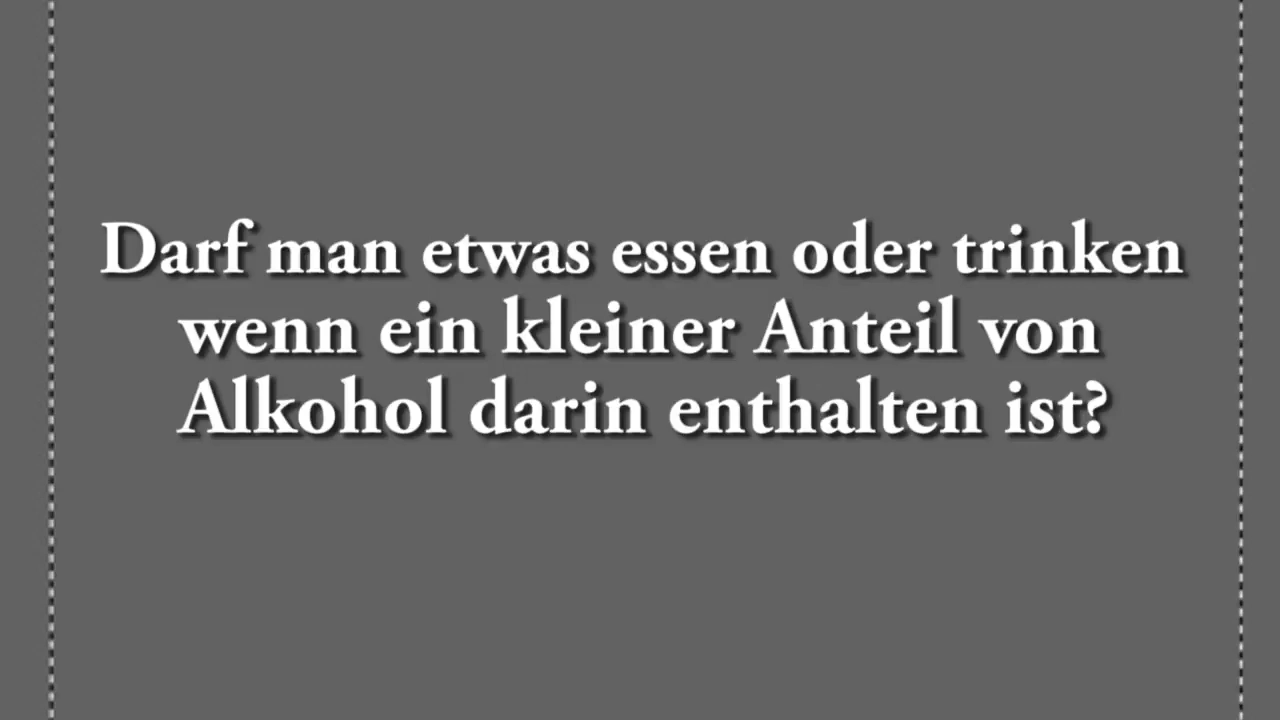 Darf man etwas essen oder trinken
wenn ein kleiner Anteil von
Alkohol darin enthalten ist?